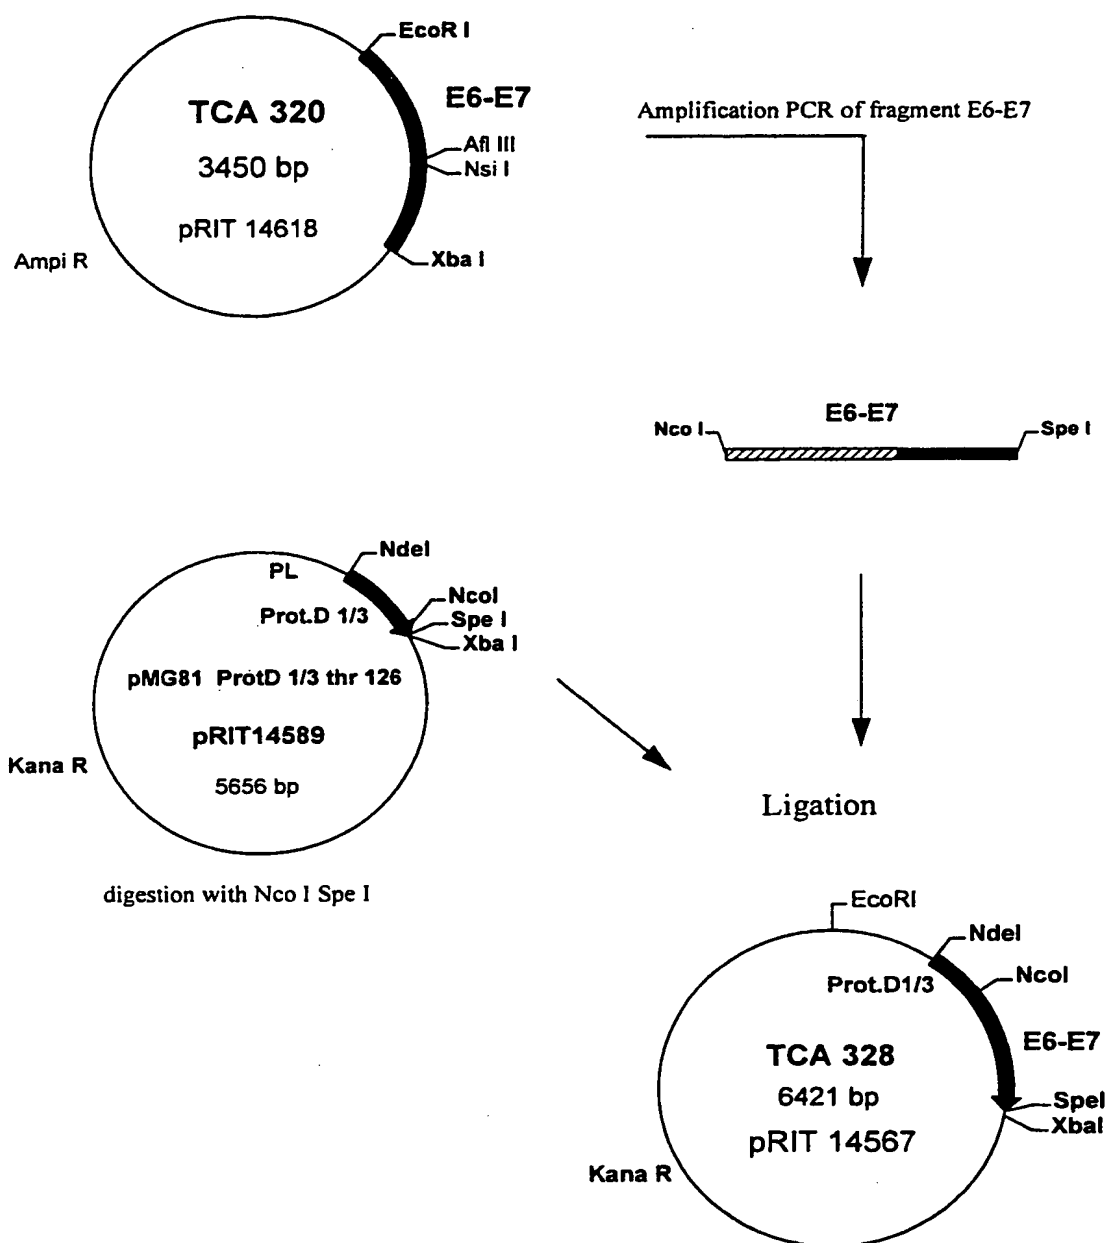 EcoR I
E6-E7
TCA 320
3450 bp
pRIT 14618
Afl III
Nsi I
Xba I
Ampi R
Amplification PCR of fragment E6-E7
E6-E7
Nco I
Spe I
NdeI
PL
NcoI
Prot.D 1/3
Spe I
Xba I
pMG81 ProtD 1/3 thr 126
pRIT14589
Kana R
5656 bp
digestion with Nco I Spe I
Ligation
EcoRI
NdeI
Prot.D1/3
NcoI
E6-E7
TCA 328
6421 bp
pRIT 14567
SpeI
XbaI
Kana R